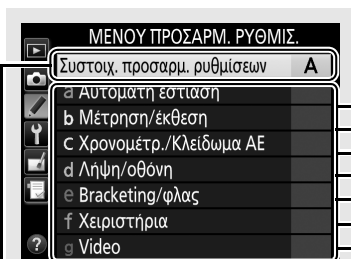 ΜΕΝΟΥ ΠΡΟΣΑΡΜ. ΡΥΘΜΙΣ.
Συστοιχ. προσαρμ. ρυθμίσεων A
a Αυτόματη εστίαση
b Μέτρηση/έκθεση
c Χρονομέτρ./Κλείδωμα AE
d Λήψη/οθόνη
e Bracketing/φλας
f Χειριστήρια
g Video
?